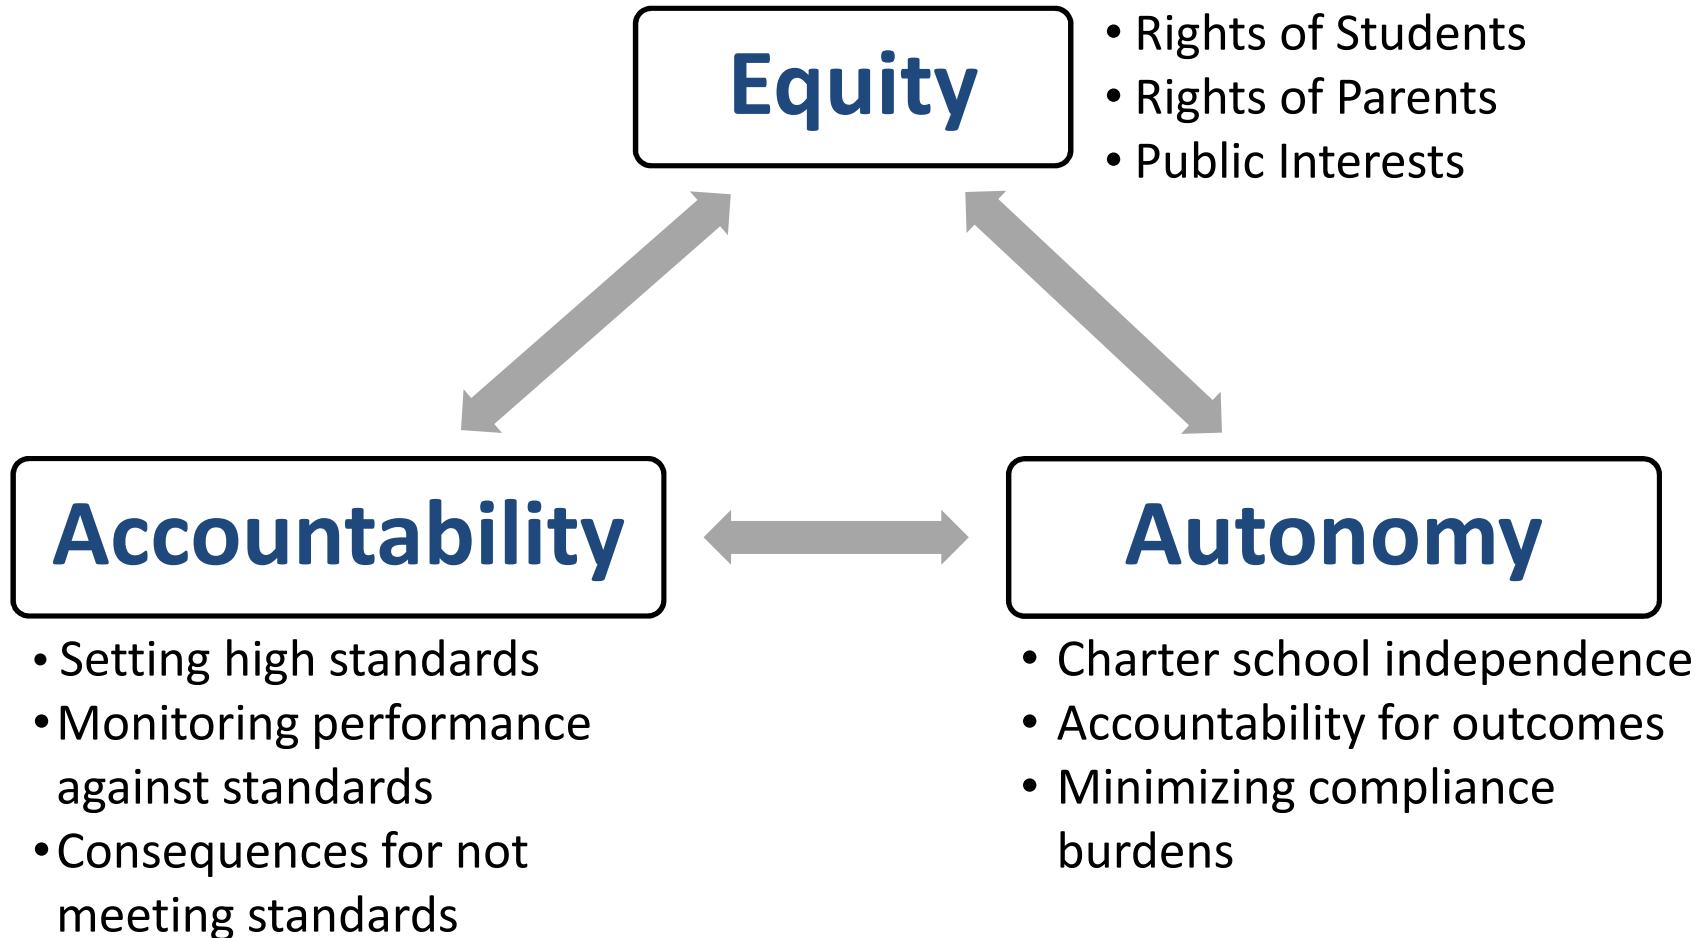 Equity
• Rights of Students
• Rights of Parents
• Public Interests
Accountability
• Setting high standards
• Monitoring performance
against standards
• Consequences for not
meeting standards
Autonomy
• Charter school independence
• Accountability for outcomes
• Minimizing compliance
burdens